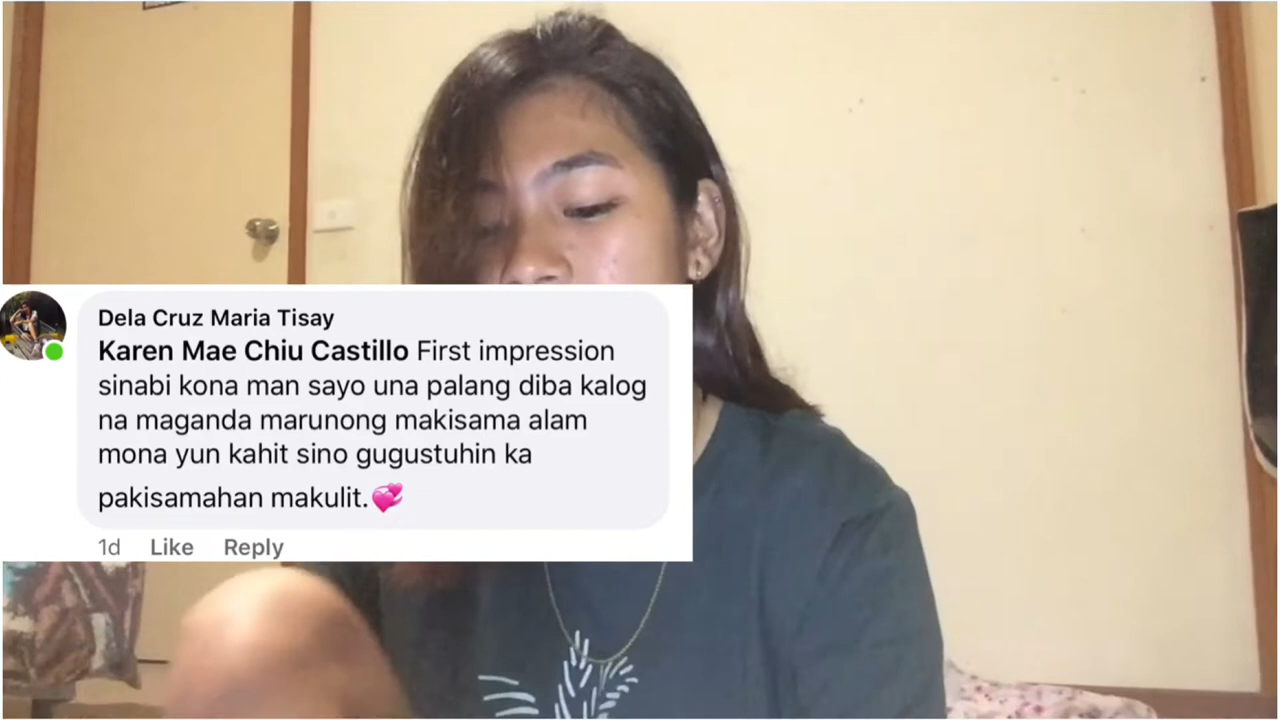 Dela Cruz Maria Tisay
Karen Mae Chiu Castillo First impression
sinabi kona man sayo una palang diba kalog
na maganda marunong makisama alam
mona yun kahit sino gugustuhin ka
pakisamahan makulit.💞
1d Like Reply